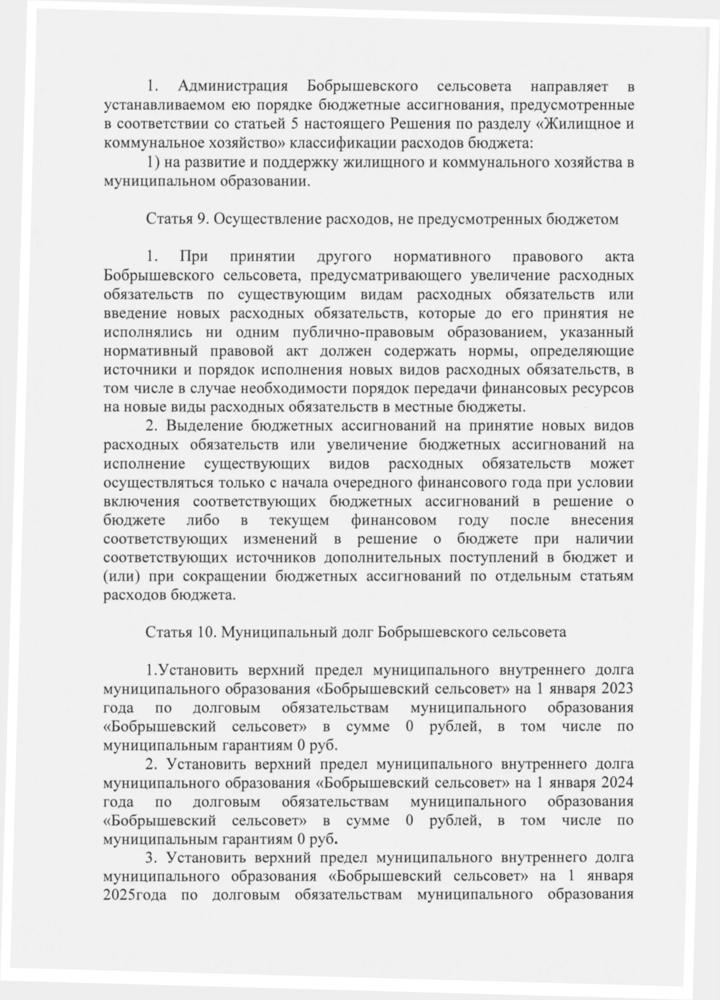 1. Администрация Бобрышевского сельсовета направляет в
устанавливаемом ею порядке бюджетные ассигнования, предусмотренные
в соответствии со статьей 5 настоящего Решения по разделу «Жилищное и
коммунальное хозяйство» классификации расходов бюджета:
1) на развитие и поддержку жилищного и коммунального хозяйства в
муниципальном образовании.
Статья 9. Осуществление расходов, не предусмотренных бюджетом
1. При принятии другого нормативного правового акта
Бобрышевского сельсовета, предусматривающего увеличение расходных
обязательств по существующим видам расходных обязательств или
введение новых расходных обязательств, которые до его принятия не
исполнялись ни одним публично-правовым образованием, указанный
нормативный правовой акт должен содержать нормы, определяющие
источники и порядок исполнения новых видов расходных обязательств, в
том числе в случае необходимости порядок передачи финансовых ресурсов
на новые виды расходных обязательств в местные бюджеты.
2. Выделение бюджетных ассигнований на принятие новых видов
расходных обязательств или увеличение бюджетных ассигнований на
исполнение существующих видов расходных обязательств может
осуществляться только с начала очередного финансового года при условии
включения соответствующих бюджетных ассигнований в решение о
бюджете либо в текущем финансовом году после внесения
соответствующих изменений в решение о бюджете при наличии
соответствующих источников дополнительных поступлений в бюджет и
(или) при сокращении бюджетных ассигнований по отдельным статьям
расходов бюджета.
Статья 10. Муниципальный долг Бобрышевского сельсовета
1.Установить верхний предел муниципального внутреннего долга
муниципального образования «Бобрышевский сельсовет» на 1 января 2023
года по долговым обязательствам муниципального образования
«Бобрышевский сельсовет» в сумме 0 рублей, в том числе по
муниципальным гарантиям 0 руб.
2. Установить верхний предел муниципального внутреннего долга
муниципального образования «Бобрышевский сельсовет» на 1 января 2024
года по долговым обязательствам муниципального образования
«Бобрышевский сельсовет» в сумме 0 рублей, в том числе по
муниципальным гарантиям 0 руб.
3. Установить верхний предел муниципального внутреннего долга
муниципального образования «Бобрышевский сельсовет» на 1 января
2025года по долговым обязательствам муниципального образования